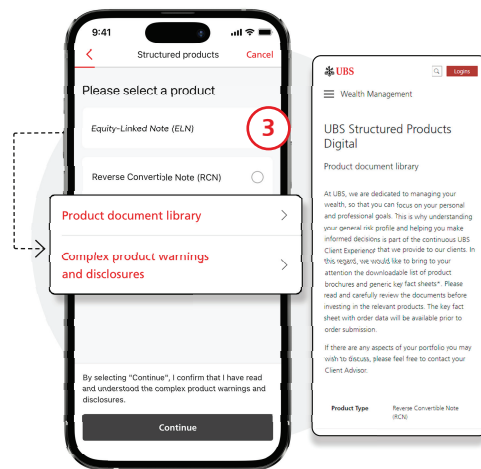 9:41
Structured products
Cancel
Please select a product
Equity-Linked Note (ELN)
3
Reverse Convertible Note (RCN)
Product document library
Complex product warnings
and disclosures
By selecting "Continue", I confirm that I have read
and understood the complex product warnings and
disclosures.
Continue
UBS
Logins
Wealth Management
UBS Structured Products
Digital
Product document library
At UBS, we are dedicated to managing your
wealth, so that you can focus on your personal
and professional goals. This is why understanding
your general risk profile and helping you make
informed decisions is part of the continuous UBS
Client Experience that we provide to our clients. In
this regard, we would like to bring to your
attention the downloadable list of product
brochures and generic key fact sheets*. Please
read and carefully review the documents before
investing in the relevant products. The key fact
sheet with order data will be available prior to
order submission.
If there are any aspects of your portfolio you may
wish to discuss, please feel free to contact your
Client Advisor.
Product Type
Reverse Convertible Note
(RCN)